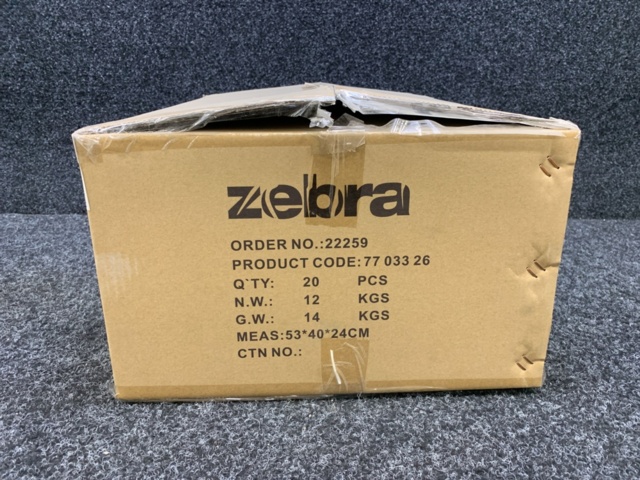 zebra
ORDER NO.:22259
PRODUCT CODE:77 033 26
Q`TY: 20 PCS
N.W.: 12 KGS
G.W.: 14 KGS
MEAS:53*40*24CM
CTN NO.: